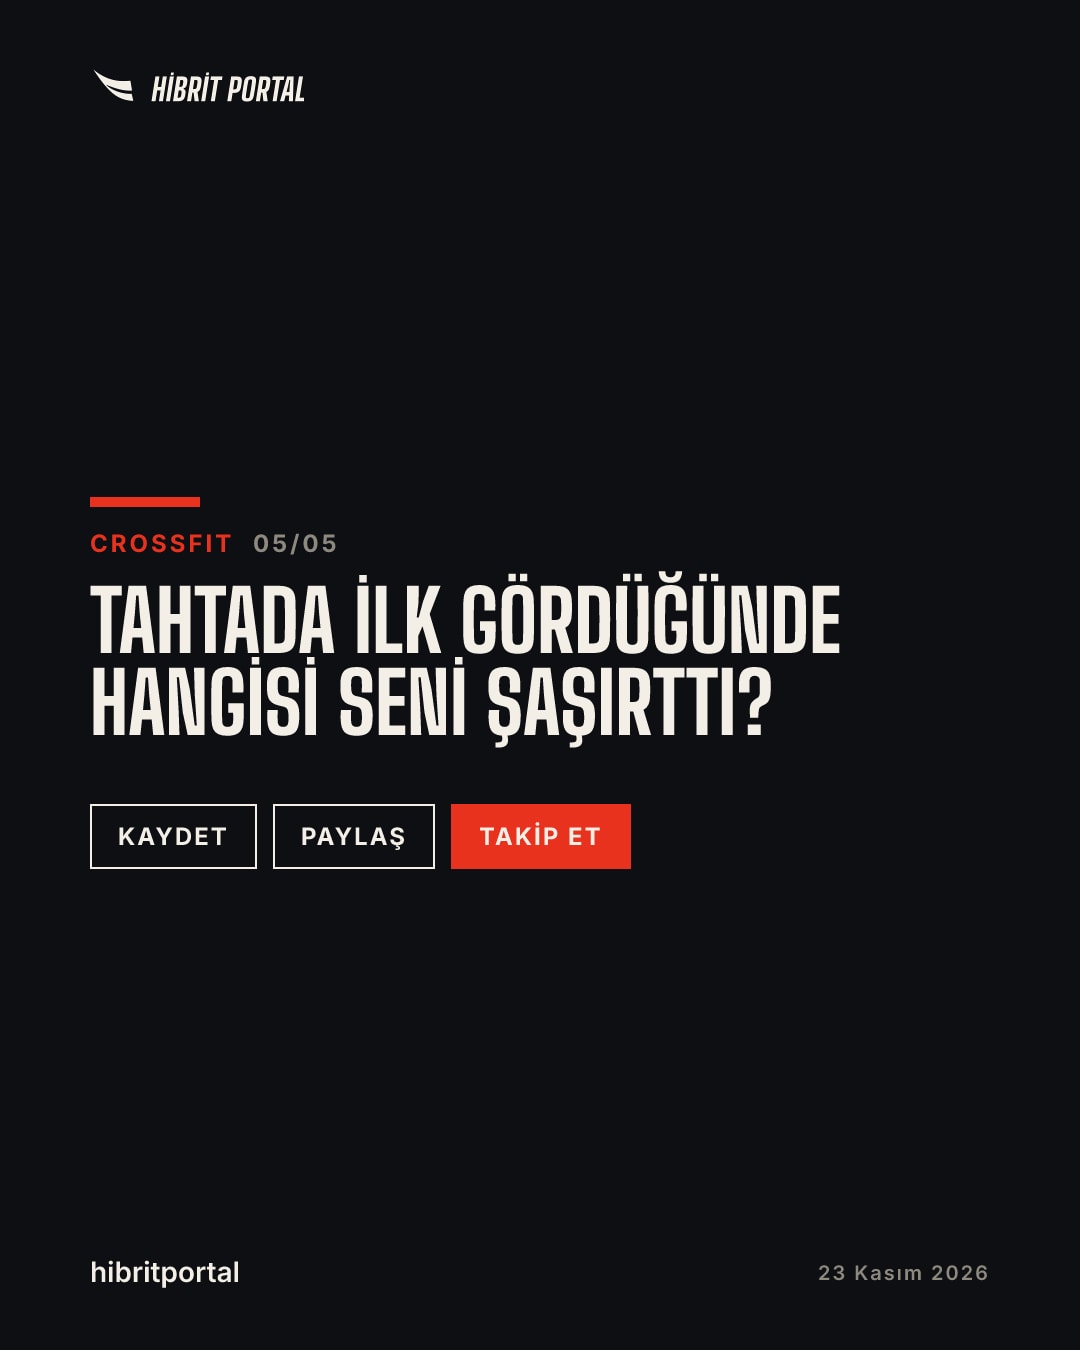 HİBRİT PORTAL
CROSSFIT 05/05
TAHTADA İLK GÖRDÜĞÜNDE
HANGİSİ SENİ ŞAŞIRTTI?
KAYDET PAYLAŞ TAKİP ET
hibritportal 23 Kasım 2026